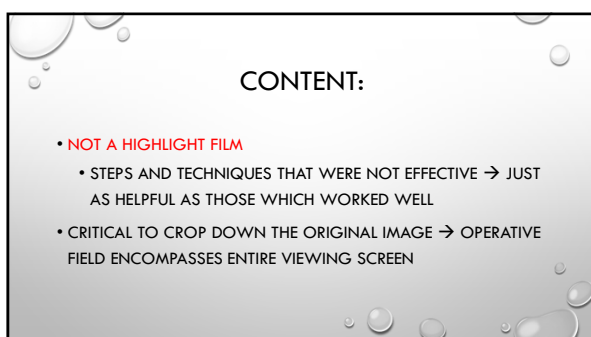 CONTENT:
• NOT A HIGHLIGHT FILM
• STEPS AND TECHNIQUES THAT WERE NOT EFFECTIVE → JUST
AS HELPFUL AS THOSE WHICH WORKED WELL
• CRITICAL TO CROP DOWN THE ORIGINAL IMAGE → OPERATIVE
FIELD ENCOMPASSES ENTIRE VIEWING SCREEN